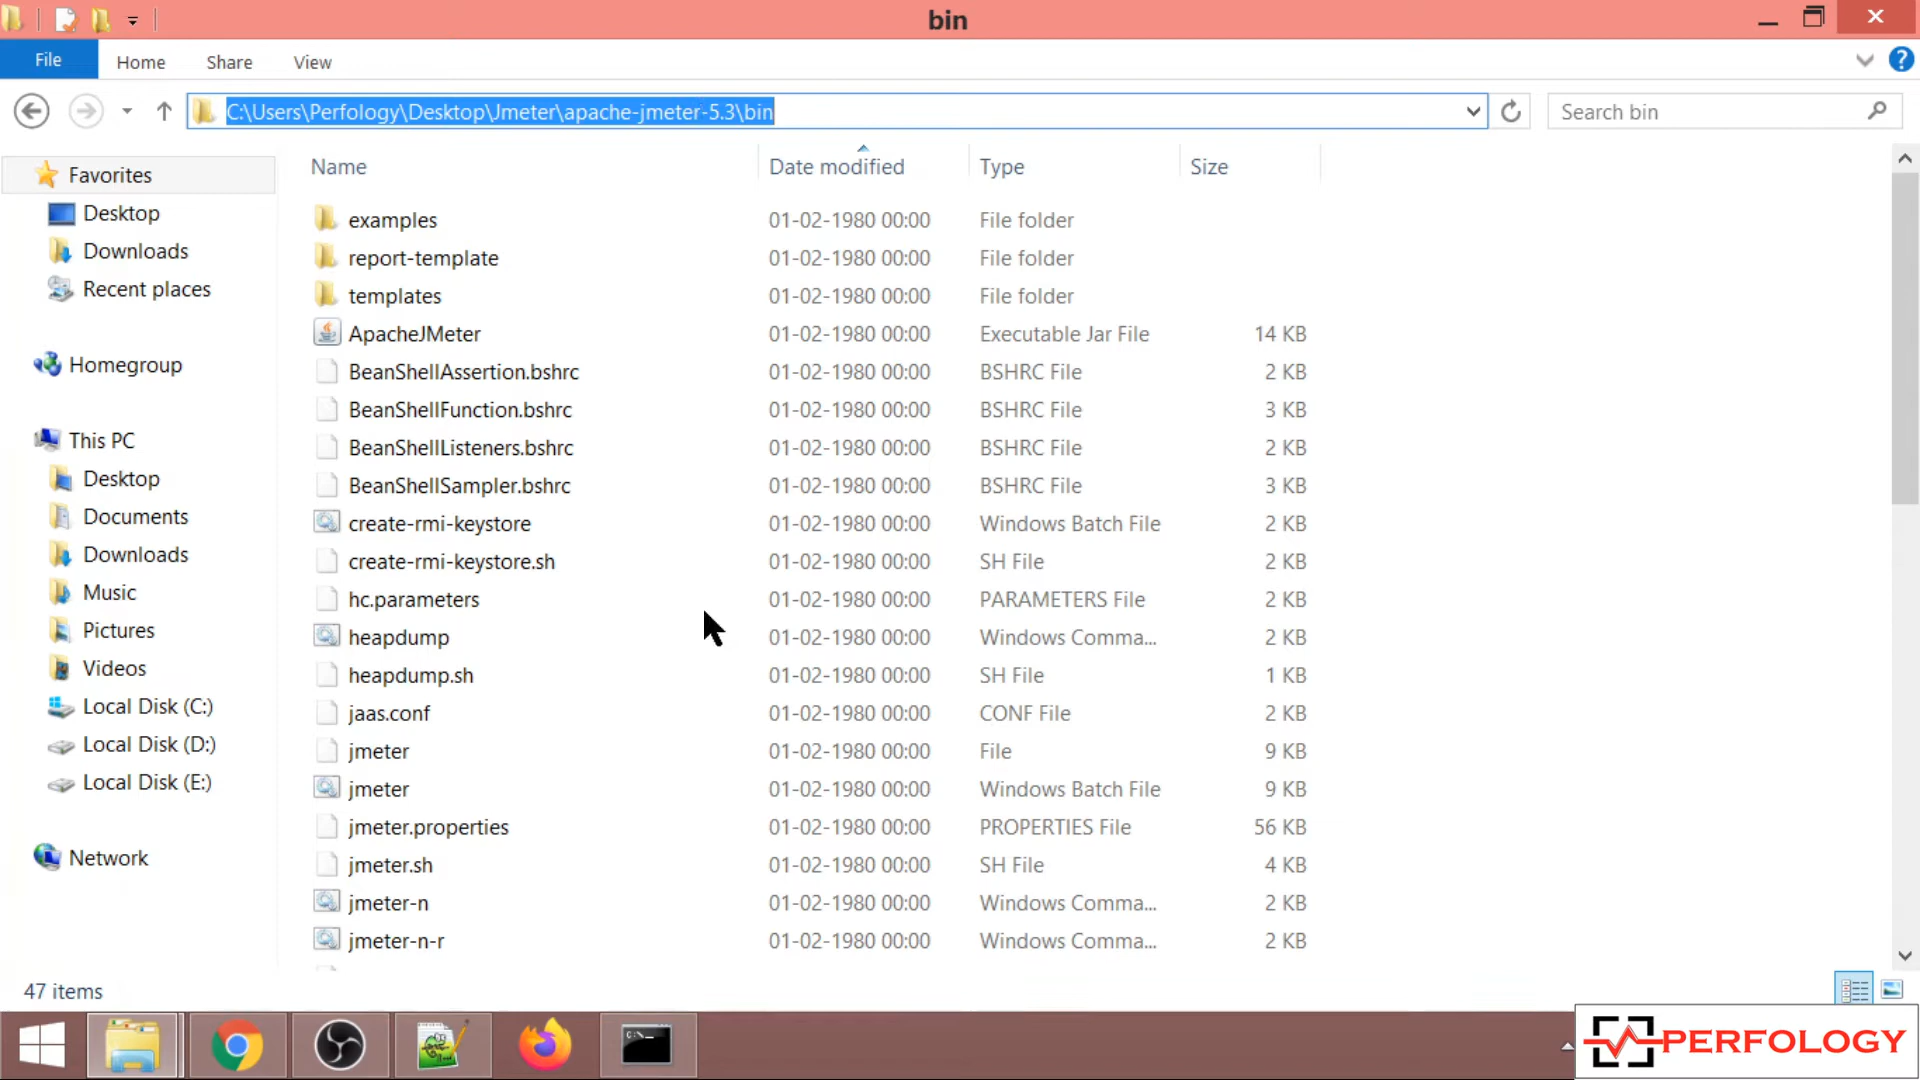 bin
File Home Share View
C:\Users\Perfology\Desktop\Jmeter\apache-jmeter-5.3\bin
Search bin
Name Date modified Type Size
Favorites
Desktop
Downloads
Recent places
Homegroup
This PC
Desktop
Documents
Downloads
Music
Pictures
Videos
Local Disk (C:)
Local Disk (D:)
Local Disk (E:)
Network
examples 01-02-1980 00:00 File folder
report-template 01-02-1980 00:00 File folder
templates 01-02-1980 00:00 File folder
ApacheJMeter 01-02-1980 00:00 Executable Jar File 14 KB
BeanShellAssertion.bshrc 01-02-1980 00:00 BSHRC File 2 KB
BeanShellFunction.bshrc 01-02-1980 00:00 BSHRC File 3 KB
BeanShellListeners.bshrc 01-02-1980 00:00 BSHRC File 2 KB
BeanShellSampler.bshrc 01-02-1980 00:00 BSHRC File 3 KB
create-rmi-keystore 01-02-1980 00:00 Windows Batch File 2 KB
create-rmi-keystore.sh 01-02-1980 00:00 SH File 2 KB
hc.parameters 01-02-1980 00:00 PARAMETERS File 2 KB
heapdump 01-02-1980 00:00 Windows Comma... 2 KB
heapdump.sh 01-02-1980 00:00 SH File 1 KB
jaas.conf 01-02-1980 00:00 CONF File 2 KB
jmeter 01-02-1980 00:00 File 9 KB
jmeter 01-02-1980 00:00 Windows Batch File 9 KB
jmeter.properties 01-02-1980 00:00 PROPERTIES File 56 KB
jmeter.sh 01-02-1980 00:00 SH File 4 KB
jmeter-n 01-02-1980 00:00 Windows Comma... 2 KB
jmeter-n-r 01-02-1980 00:00 Windows Comma... 2 KB
47 items
PERFOLOGY